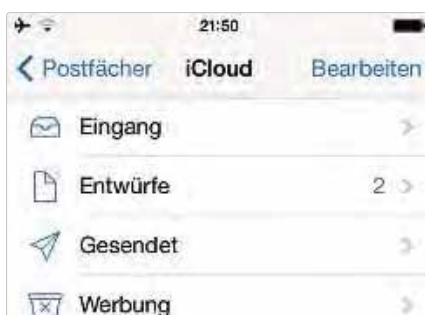 21:50
Postfächer iCloud Bearbeiten
Eingang
Entwürfe 2
Gesendet
Werbung